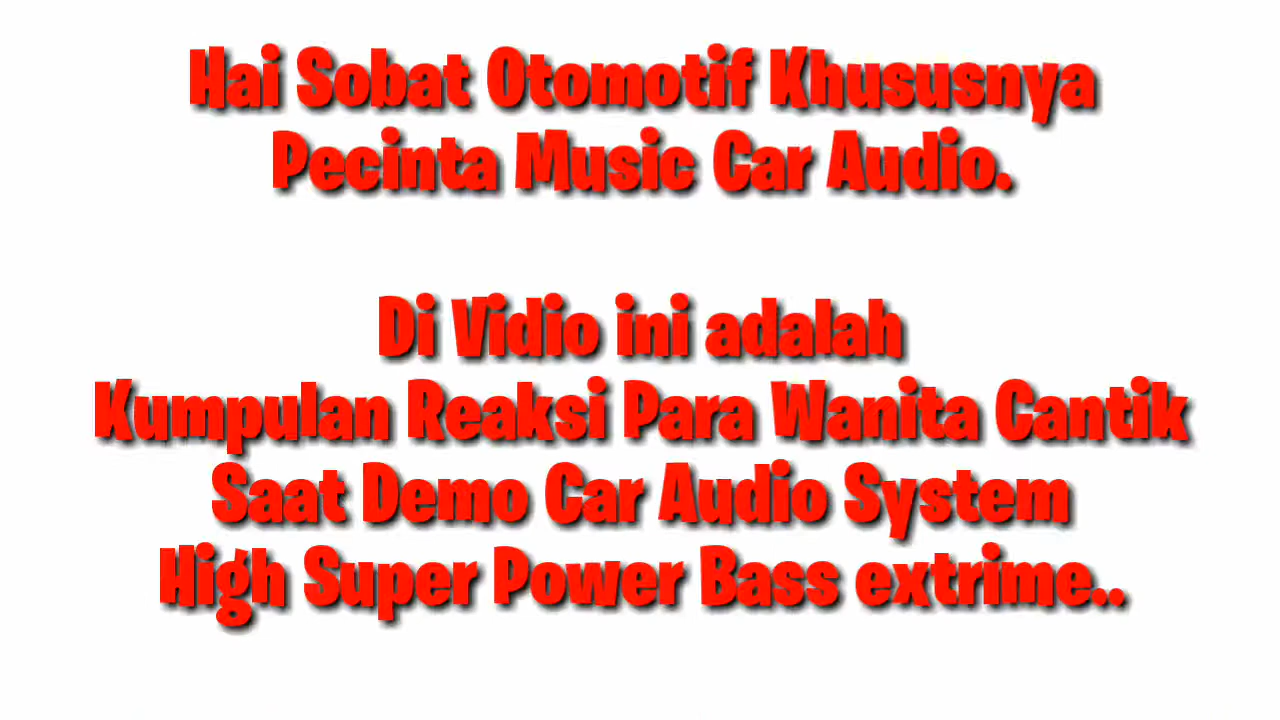 Hai Sobat Otomotif Khususnya
Pecinta Music Car Audio.
Di Vidio ini adalah
Kumpulan Reaksi Para Wanita Cantik
Saat Demo Car Audio System
High Super Power Bass extrime..